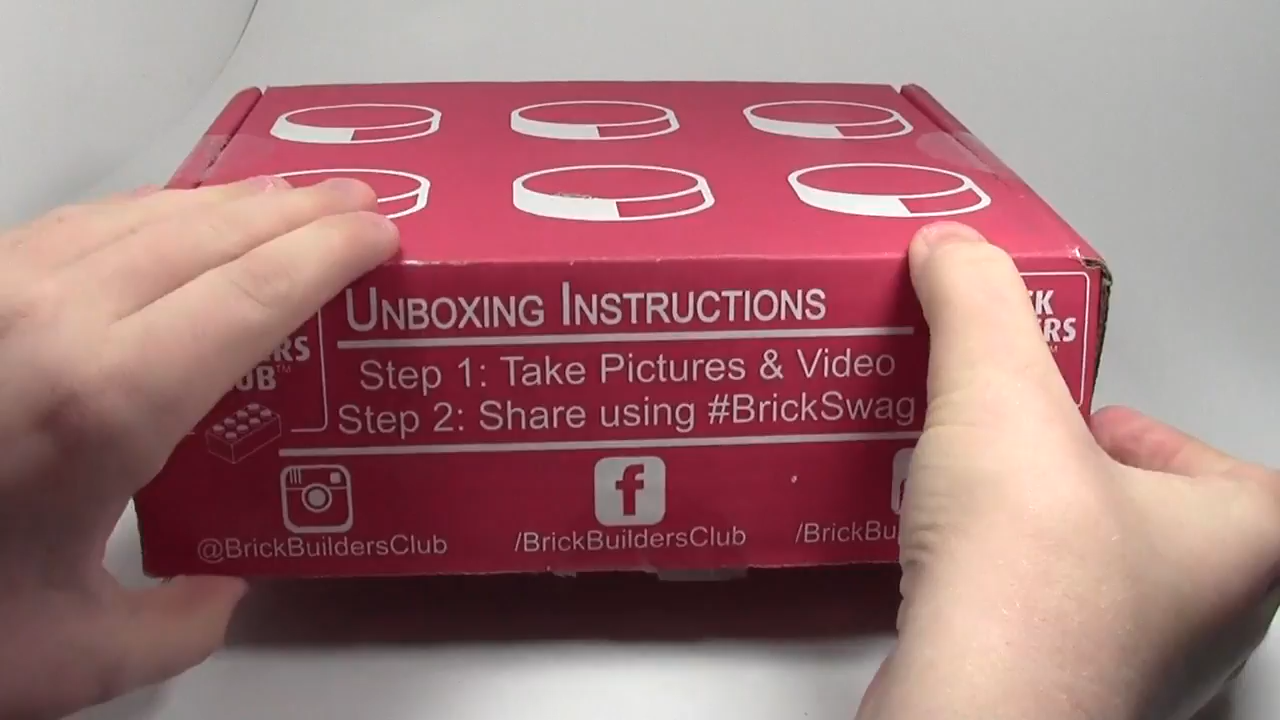 UNBOXING INSTRUCTIONS
Step 1: Take Pictures & Video
Step 2: Share using #BrickSwag
@BrickBuildersClub
/BrickBuildersClub